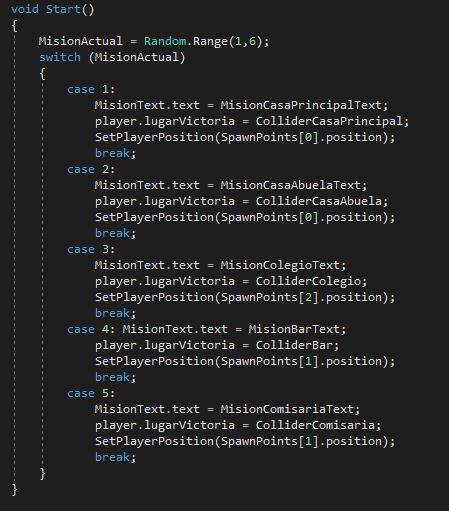 void Start()
{
MisionActual = Random.Range(1,6);
switch (MisionActual)
{
case 1:
MisionText.text = MisionCasaPrincipalText;
player.lugarVictoria = ColliderCasaPrincipal;
SetPlayerPosition(SpawnPoints[0].position);
break;
case 2:
MisionText.text = MisionCasaAbuelaText;
player.lugarVictoria = ColliderCasaAbuela;
SetPlayerPosition(SpawnPoints[0].position);
break;
case 3:
MisionText.text = MisionColegioText;
player.lugarVictoria = ColliderColegio;
SetPlayerPosition(SpawnPoints[2].position);
break;
case 4: MisionText.text = MisionBarText;
player.lugarVictoria = ColliderBar;
SetPlayerPosition(SpawnPoints[1].position);
break;
case 5:
MisionText.text = MisionComisariaText;
player.lugarVictoria = ColliderComisaria;
SetPlayerPosition(SpawnPoints[1].position);
break;
}
}